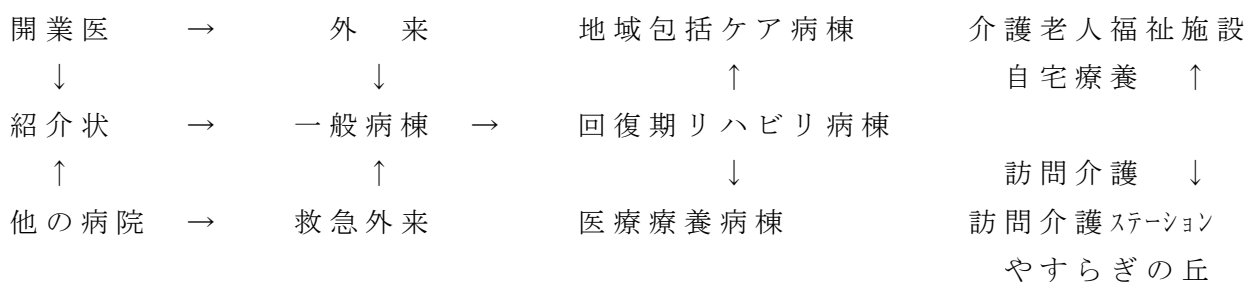 開業医 → 外 来 地域包括ケア病棟 介護老人福祉施設
↓ ↓ ↑ 自宅療養 ↑
紹介状 → 一般病棟 → 回復期リハビリ病棟
↑ ↑ ↓ 訪問介護 ↓
他の病院 → 救急外来 医療療養病棟 訪問介護ステーション
やすらぎの丘